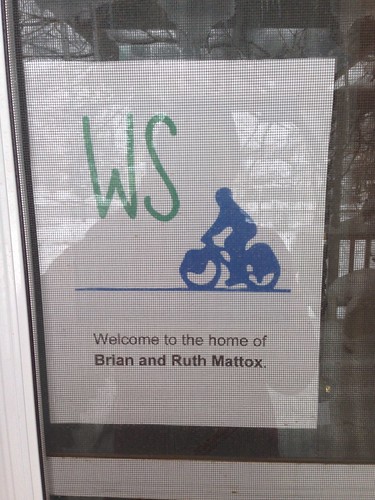 WS
Welcome to the home of
Brian and Ruth Mattox.